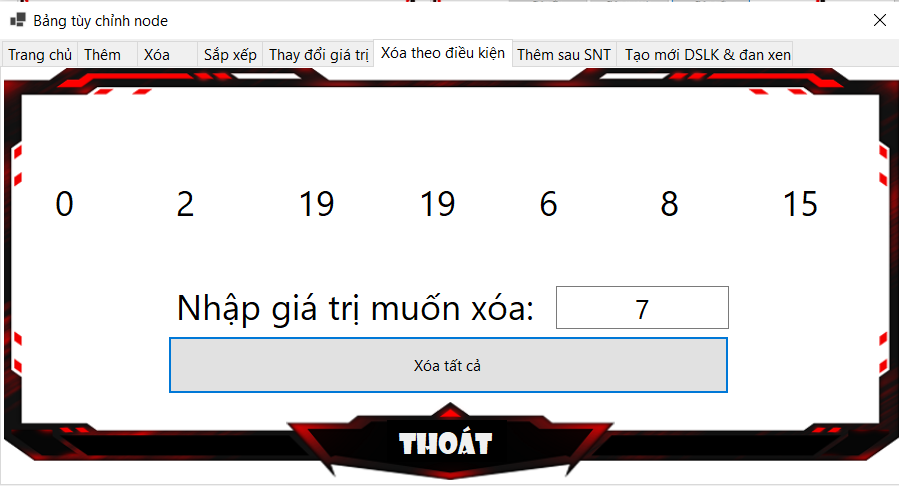 Bảng tùy chỉnh node
Trang chủ Thêm Xóa Sắp xếp Thay đổi giá trị Xóa theo điều kiện Thêm sau SNT Tạo mới DSLK & đan xen
0 2 19 19 6 8 15
Nhập giá trị muốn xóa: 7
Xóa tất cả
THOÁT